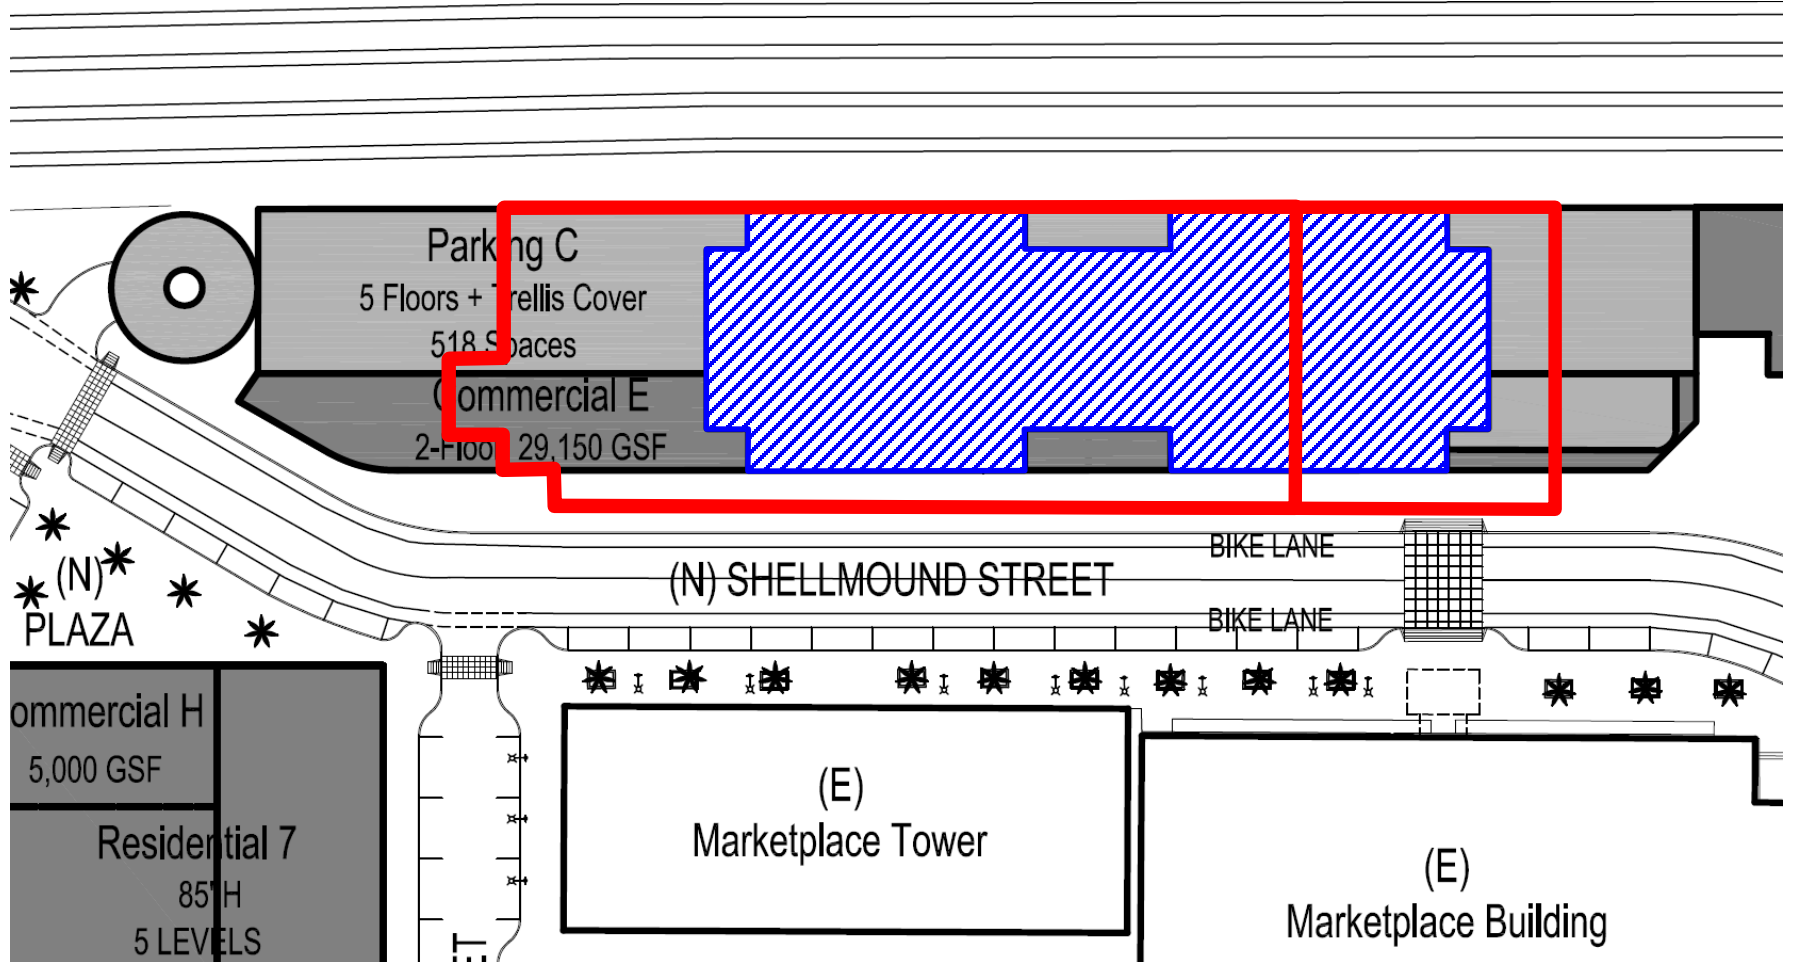 Parking C
5 Floors + Trellis Cover
518 Spaces
Commercial E
2-Floor 29,150 GSF
BIKE LANE
(N) SHELLMOUND STREET
BIKE LANE
(N)
PLAZA
ommercial H
5,000 GSF
Residential 7
85' H
5 LEVELS
ET
(E)
Marketplace Tower
(E)
Marketplace Building